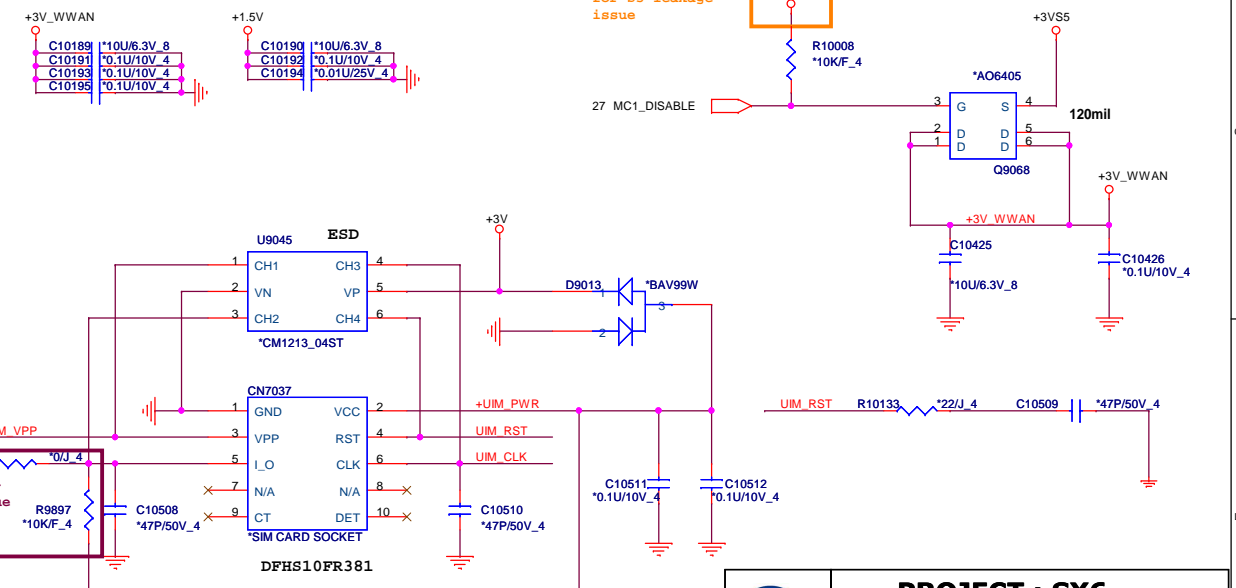 issue
+3V_WWAN
+1.5V
+3VS5
C10189 *10U/6.3V_8
C10191 *0.1U/10V_4
C10193 *0.1U/10V_4
C10195 *0.1U/10V_4
C10190 *10U/6.3V_8
C10192 *0.1U/10V_4
C10194 *0.01U/25V_4
R10008
*10K/F_4
*AO6405
27 MC1_DISABLE
3 G S 4
2 D D 5
1 D D 6
120mil
Q9068
+3V_WWAN
+3V_WWAN
C10425
*10U/6.3V_8
C10426
*0.1U/10V_4
+3V
U9045 ESD
1 CH1 CH3 4
2 VN VP 5
3 CH2 CH4 6
*CM1213_04ST
D9013 1 *BAV99W
3
2
CN7037
1 GND VCC 2
3 VPP RST 4
5 I_O CLK 6
7 N/A N/A 8
9 CT DET 10
*SIM CARD SOCKET
DFHS10FR381
+UIM_PWR
UIM_RST
UIM_CLK
M_VPP
*0/J_4
R9897
*10K/F_4
C10508
*47P/50V_4
C10510
*47P/50V_4
C10511
*0.1U/10V_4
C10512
*0.1U/10V_4
UIM_RST R10133 *22/J_4 C10509 *47P/50V_4